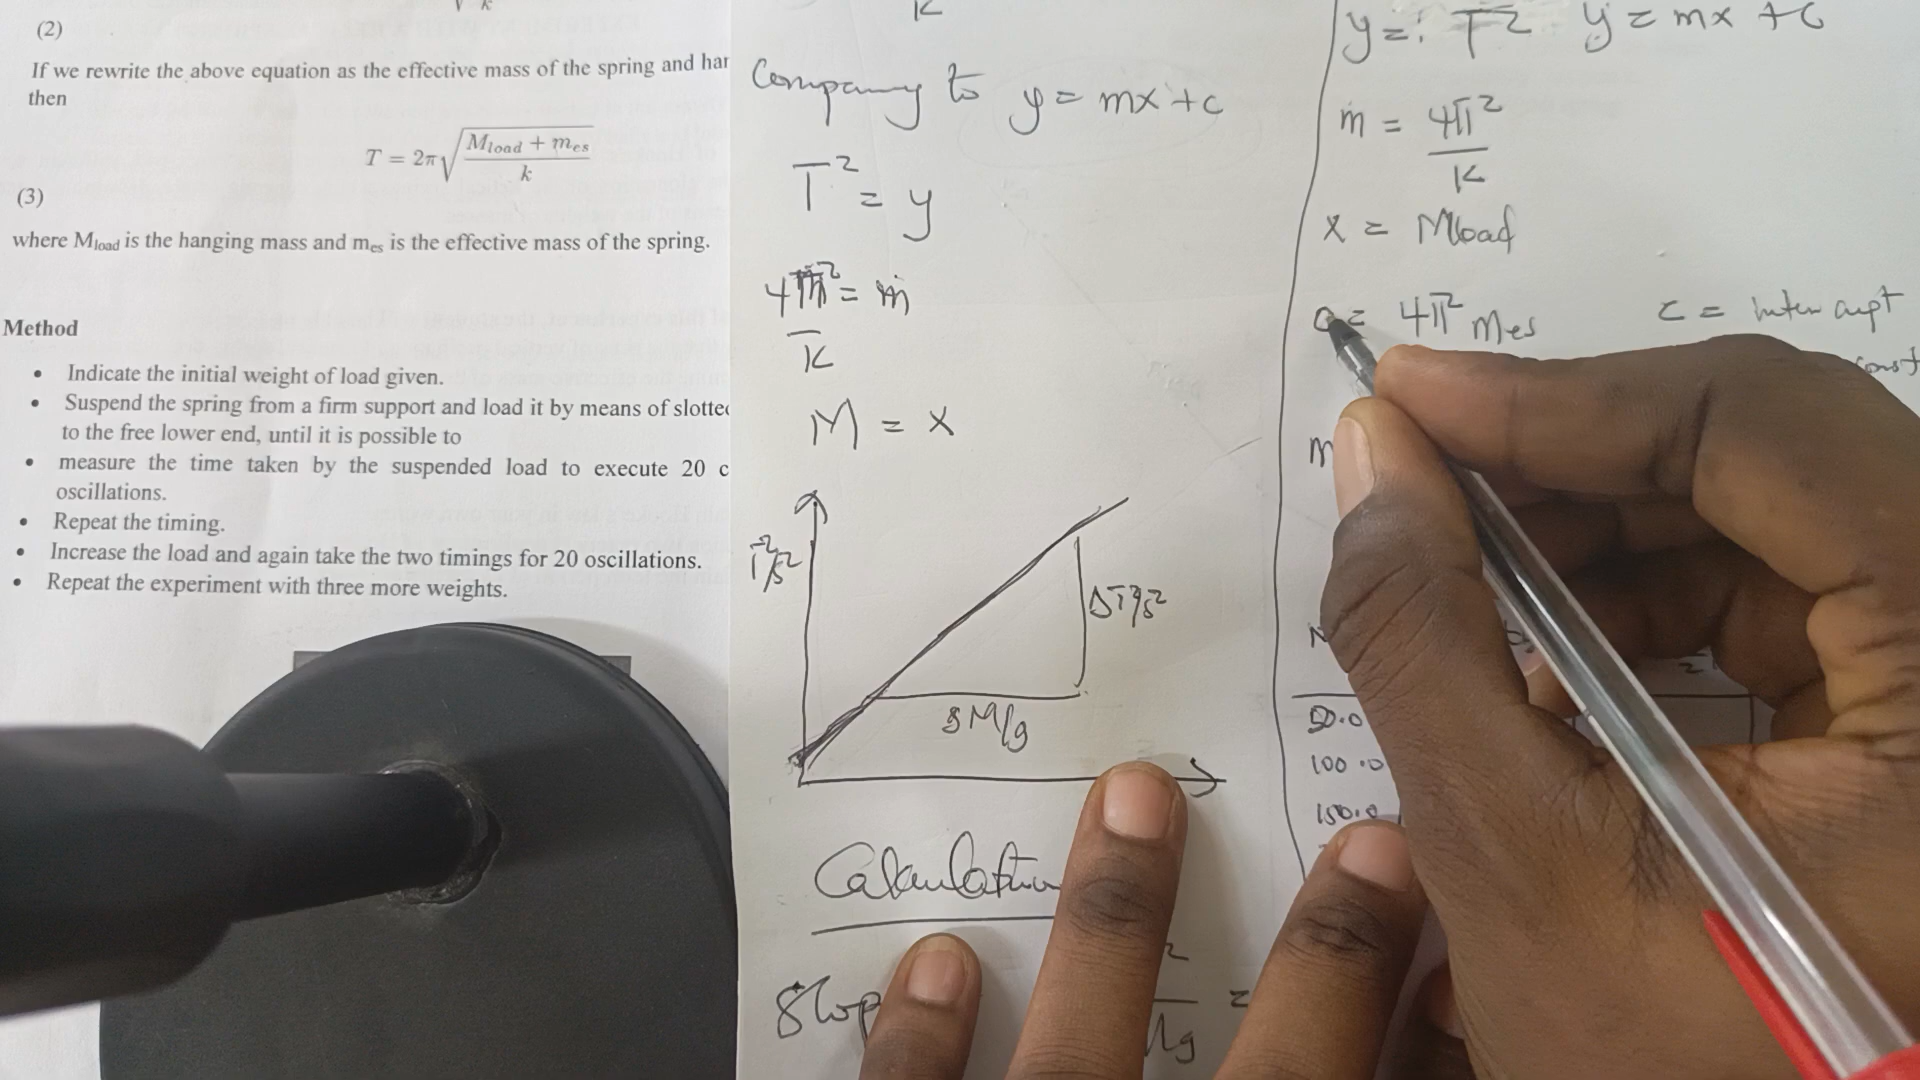 (2)
If we rewrite the above equation as the effective mass of the spring and har
then
T = 2π√((M_load + m_es)/k)
(3)
where M_load is the hanging mass and m_es is the effective mass of the spring.
Method
• Indicate the initial weight of load given.
• Suspend the spring from a firm support and load it by means of slotted
to the free lower end, until it is possible to
• measure the time taken by the suspended load to execute 20 c
oscillations.
• Repeat the timing.
• Increase the load and again take the two timings for 20 oscillations.
• Repeat the experiment with three more weights.
K
to y = mx + c
T² = y
4π²/K = m
M = x
T²/s²
ΔT²/s²
M/g
Calculation
Slop
=
y = T² y = mx + c
m = 4π²/K
x = Mload
= 4π² Mes
c =
const
m
50.0
100.0
150.0